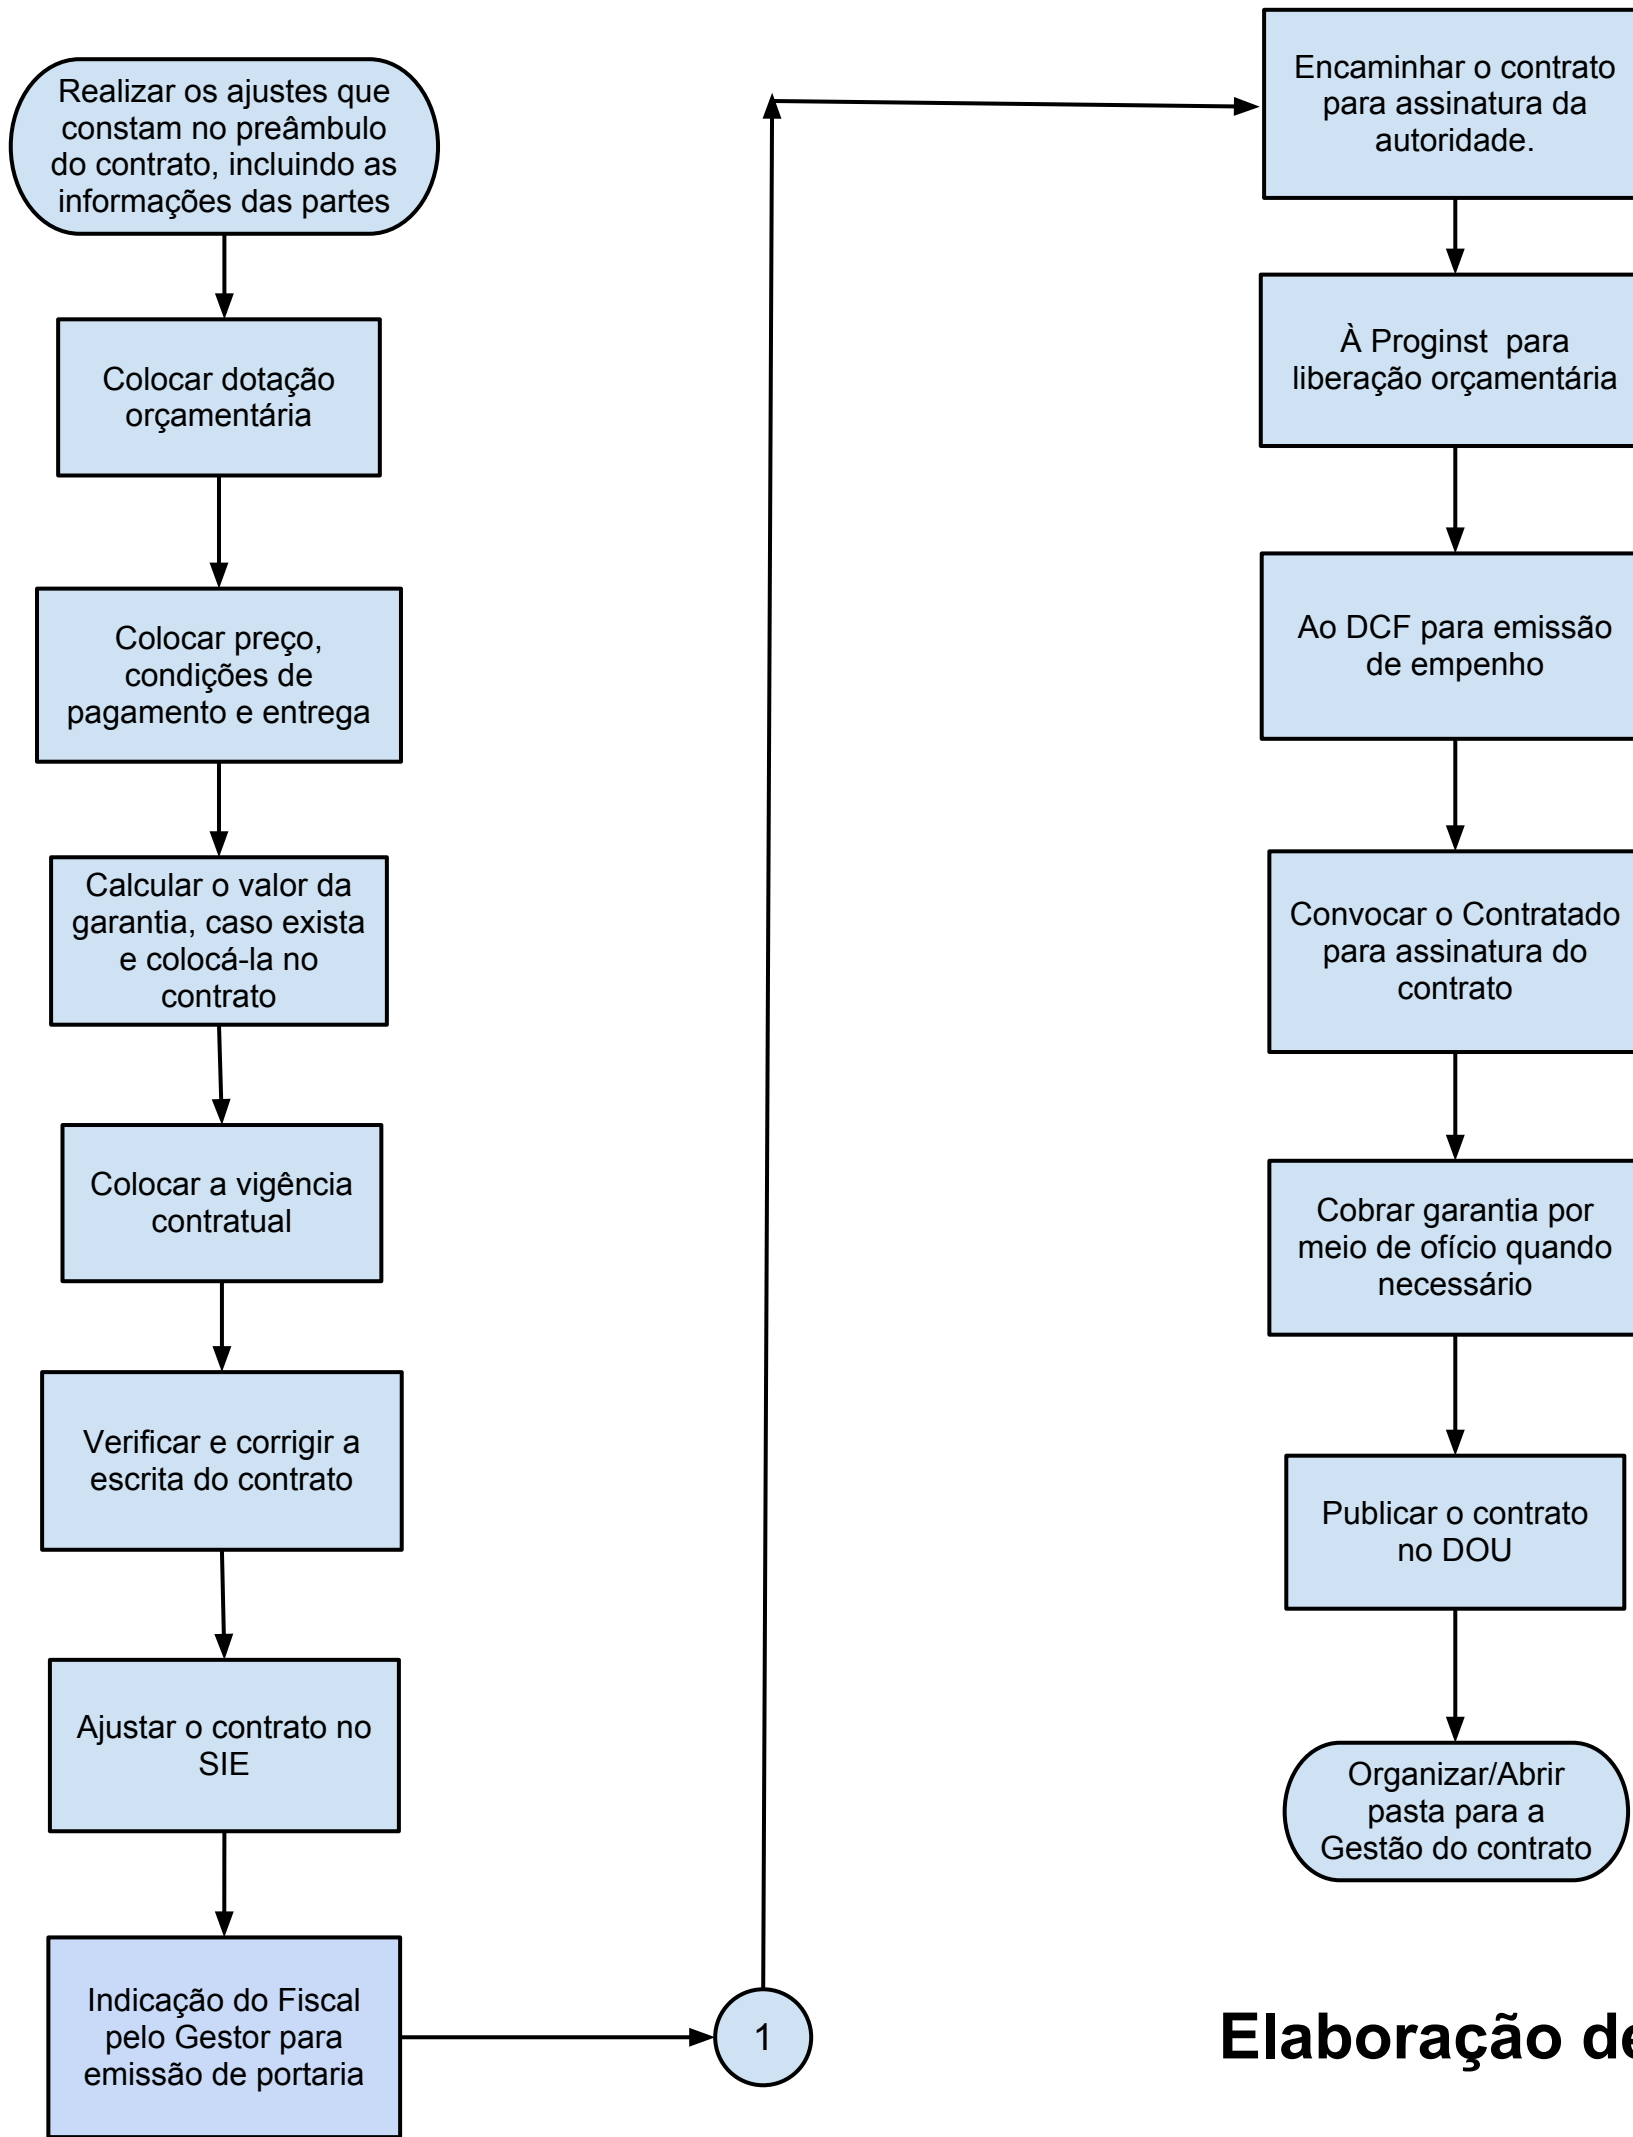 Realizar os ajustes que
constam no preâmbulo
do contrato, incluindo as
informações das partes
Colocar dotação
orçamentária
Colocar preço,
condições de
pagamento e entrega
Calcular o valor da
garantia, caso exista
e colocá-la no
contrato
Colocar a vigência
contratual
Verificar e corrigir a
escrita do contrato
Ajustar o contrato no
SIE
Indicação do Fiscal
pelo Gestor para
emissão de portaria
1
Encaminhar o contrato
para assinatura da
autoridade.
À Proginst para
liberação orçamentária
Ao DCF para emissão
de empenho
Convocar o Contratado
para assinatura do
contrato
Cobrar garantia por
meio de ofício quando
necessário
Publicar o contrato
no DOU
Organizar/Abrir
pasta para a
Gestão do contrato
Elaboração de